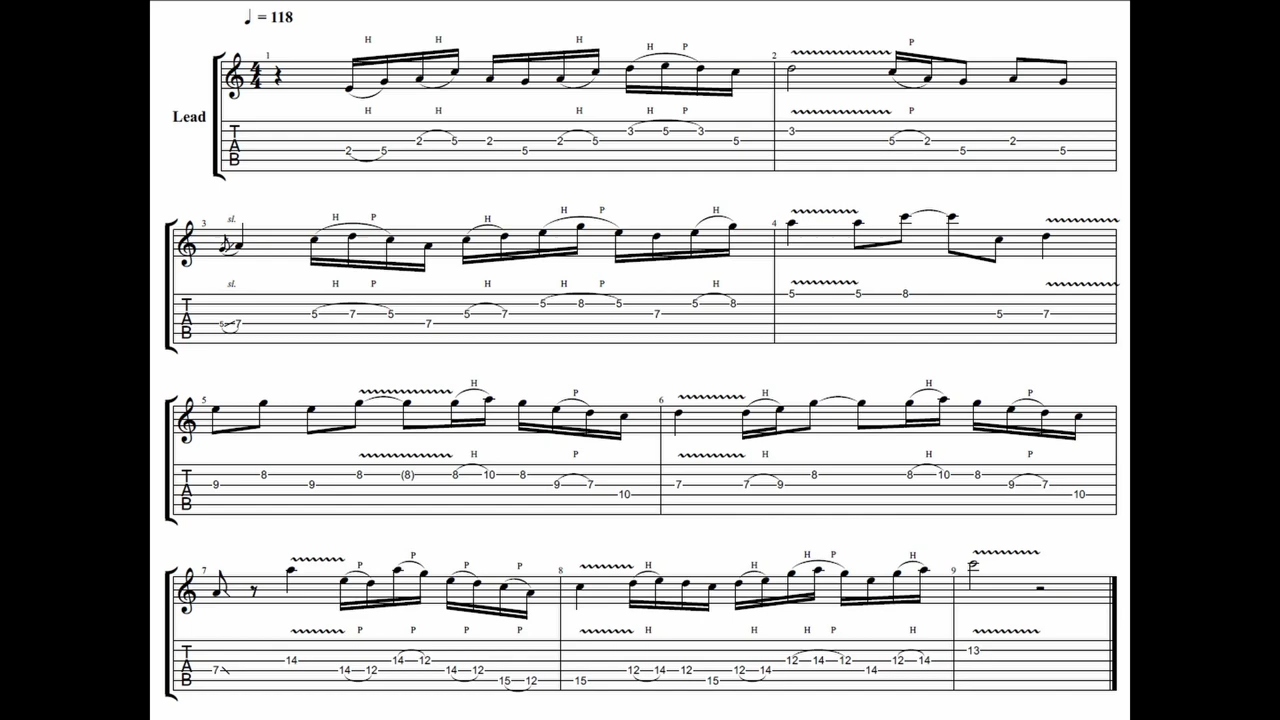 ♩ = 118
H H H H P P
1 2
4
4
Lead
H H H H P P
T
A
B
2 5 2 5 2 5 2 5 3 5 3 5 3 5 2 5 2 5
sl. H P H H P H
3 4
sl. H P H H P H
T
A
B
5 7 5 7 5 7 5 7 5 8 5 7 5 8 5 5 8 5 7
H P H H P
5 6
H P H H P
T
A
B
9 8 9 8 (8) 8 10 8 9 7 10 7 7 9 8 8 10 8 9 7 10
P P P P H H H P H
7 8 9
P P P P H H H P H
T
A
B
7 14 14 12 14 12 14 12 15 12 15 12 14 12 15 12 14 12 14 12 14 12 14 13